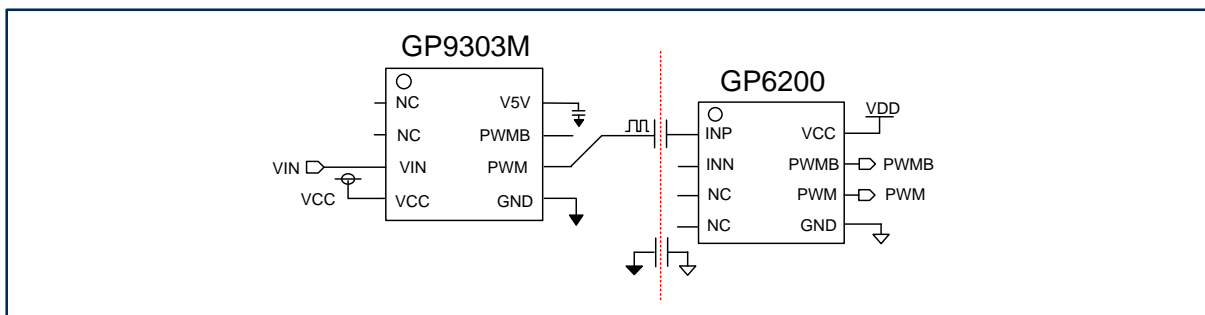 GP9303M
NC
V5V
NC
PWMB
VIN
VIN
PWM
VCC
VCC
GND
GP6200
VDD
INP
VCC
INN
PWMB
PWMB
NC
PWM
PWM
NC
GND